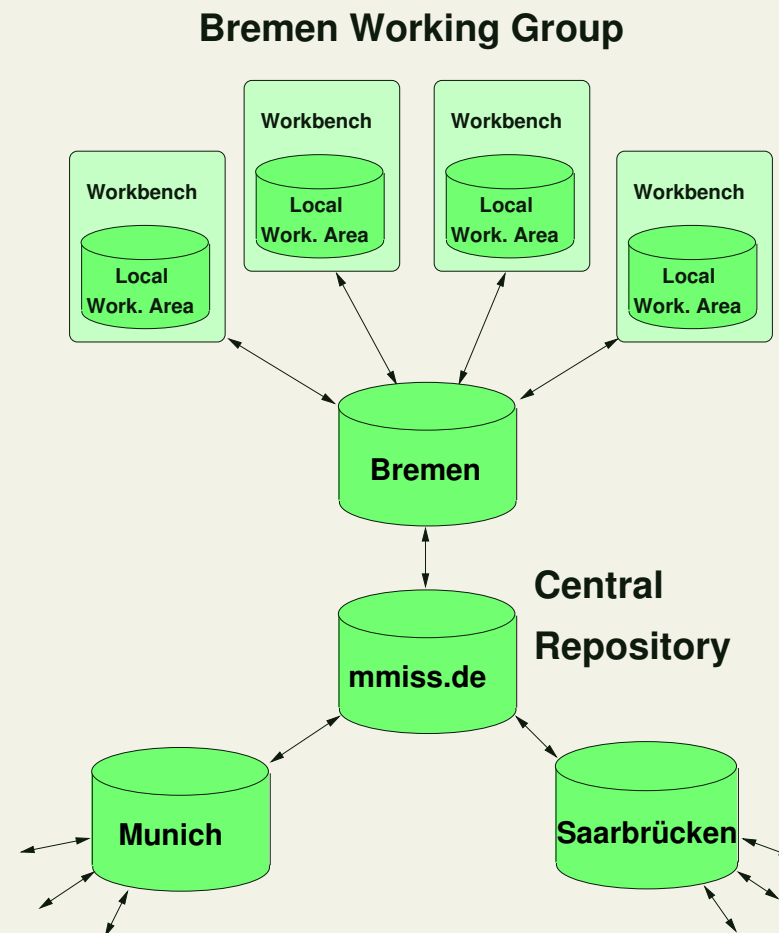 Bremen Working Group
Workbench
Local
Work. Area
Workbench
Local
Work. Area
Workbench
Local
Work. Area
Workbench
Local
Work. Area
Bremen
Central
Repository
mmiss.de
Munich
Saarbrücken